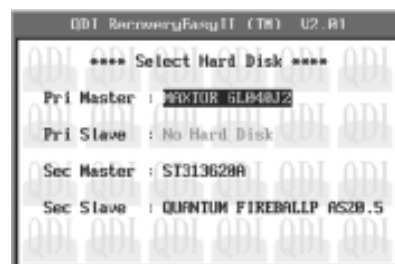 QDI RecoveryEasyII (TM) V2.01
**** Select Hard Disk ****
Pri Master : MAXTOR 6L040J2
Pri Slave : No Hard Disk
Sec Master : ST313620A
Sec Slave : QUANTUM FIREBALLP AS20.5